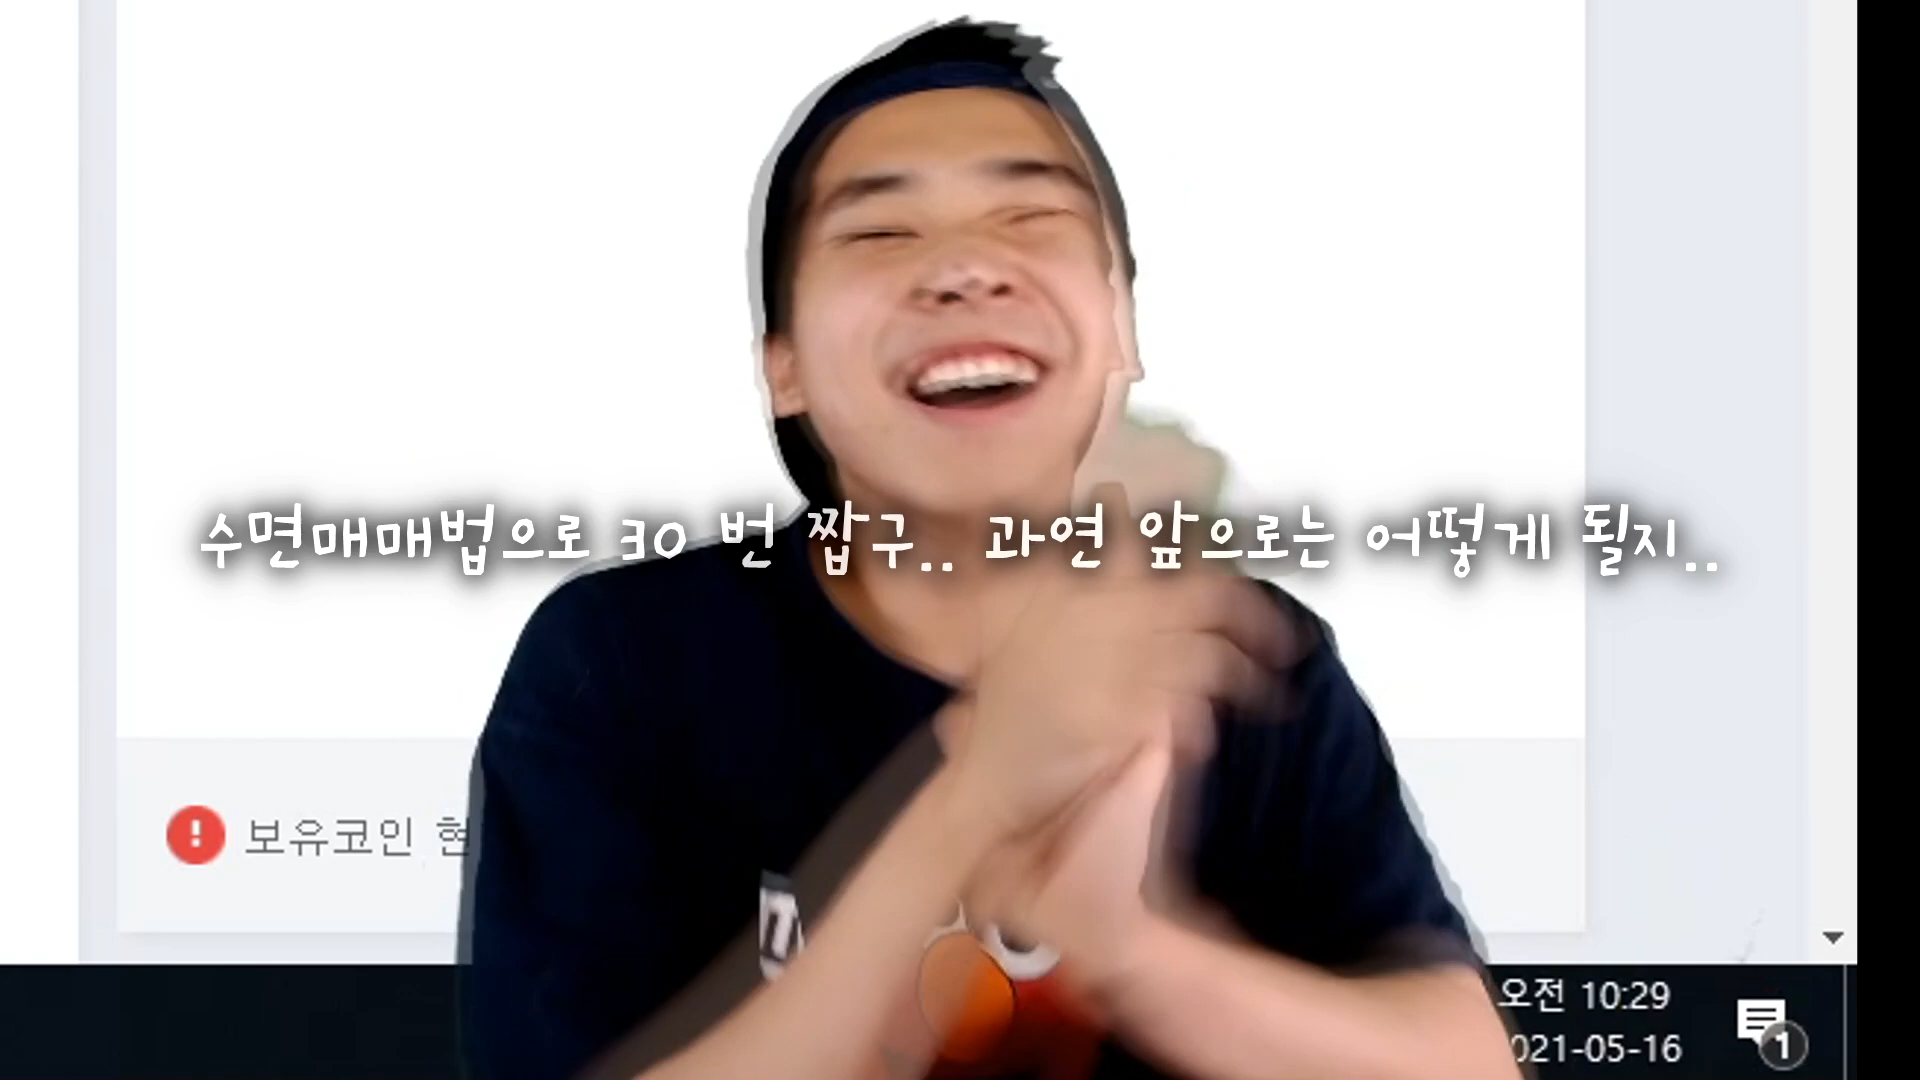 수면매매법으로 30 번 짭구.. 과연 앞으로는 어떻게 될지..
보유코인 현
오전 10:29
021-05-16
1